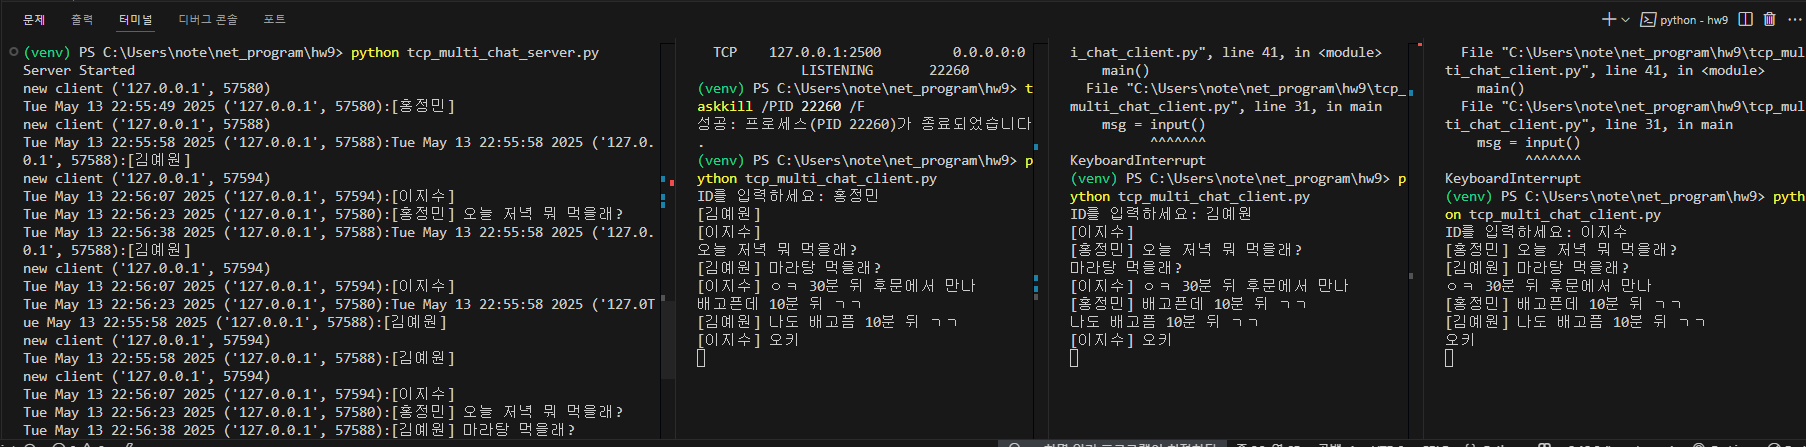 문제 출력 터미널 디버그 콘솔 포트
python - hw9
(venv) PS C:\Users\note\net_program\hw9> python tcp_multi_chat_server.py
Server Started
new client ('127.0.0.1', 57580)
Tue May 13 22:55:49 2025 ('127.0.0.1', 57580):[홍정민]
new client ('127.0.0.1', 57588)
Tue May 13 22:55:58 2025 ('127.0.0.1', 57588):Tue May 13 22:55:58 2025 ('127.0.
0.1', 57588):[김예원]
new client ('127.0.0.1', 57594)
Tue May 13 22:56:07 2025 ('127.0.0.1', 57594):[이지수]
Tue May 13 22:56:23 2025 ('127.0.0.1', 57580):[홍정민] 오늘 저녁 뭐 먹을래?
Tue May 13 22:56:38 2025 ('127.0.0.1', 57588):Tue May 13 22:55:58 2025 ('127.0.
0.1', 57588):[김예원]
new client ('127.0.0.1', 57594)
Tue May 13 22:56:07 2025 ('127.0.0.1', 57594):[이지수]
Tue May 13 22:56:23 2025 ('127.0.0.1', 57580):Tue May 13 22:55:58 2025 ('127.0T
ue May 13 22:55:58 2025 ('127.0.0.1', 57588):[김예원]
new client ('127.0.0.1', 57594)
Tue May 13 22:55:58 2025 ('127.0.0.1', 57588):[김예원]
new client ('127.0.0.1', 57594)
Tue May 13 22:56:07 2025 ('127.0.0.1', 57594):[이지수]
Tue May 13 22:56:23 2025 ('127.0.0.1', 57580):[홍정민] 오늘 저녁 뭐 먹을래?
Tue May 13 22:56:38 2025 ('127.0.0.1', 57588):[김예원] 마라탕 먹을래?
TCP 127.0.0.1:2500 0.0.0.0:0
LISTENING 22260
(venv) PS C:\Users\note\net_program\hw9> t
askkill /PID 22260 /F
성공: 프로세스(PID 22260)가 종료되었습니다
.
(venv) PS C:\Users\note\net_program\hw9> p
ython tcp_multi_chat_client.py
ID를 입력하세요: 홍정민
[김예원]
[이지수]
오늘 저녁 뭐 먹을래?
[김예원] 마라탕 먹을래?
[이지수] ㅇㅋ 30분 뒤 후문에서 만나
배고픈데 10분 뒤 ㄱㄱ
[김예원] 나도 배고픔 10분 뒤 ㄱㄱ
[이지수] 오키
i_chat_client.py", line 41, in <module>
main()
File "C:\Users\note\net_program\hw9\tcp_
multi_chat_client.py", line 31, in main
msg = input()
^^^^^^^
KeyboardInterrupt
(venv) PS C:\Users\note\net_program\hw9> p
ython tcp_multi_chat_client.py
ID를 입력하세요: 김예원
[이지수]
[홍정민] 오늘 저녁 뭐 먹을래?
마라탕 먹을래?
[이지수] ㅇㅋ 30분 뒤 후문에서 만나
[홍정민] 배고픈데 10분 뒤 ㄱㄱ
나도 배고픔 10분 뒤 ㄱㄱ
[이지수] 오키
File "C:\Users\note\net_program\hw9\tcp_mul
ti_chat_client.py", line 41, in <module>
main()
File "C:\Users\note\net_program\hw9\tcp_mul
ti_chat_client.py", line 31, in main
msg = input()
^^^^^^^
KeyboardInterrupt
(venv) PS C:\Users\note\net_program\hw9> pyth
on tcp_multi_chat_client.py
ID를 입력하세요: 이지수
[홍정민] 오늘 저녁 뭐 먹을래?
[김예원] 마라탕 먹을래?
ㅇㅋ 30분 뒤 후문에서 만나
[홍정민] 배고픈데 10분 뒤 ㄱㄱ
[김예원] 나도 배고픔 10분 뒤 ㄱㄱ
오키